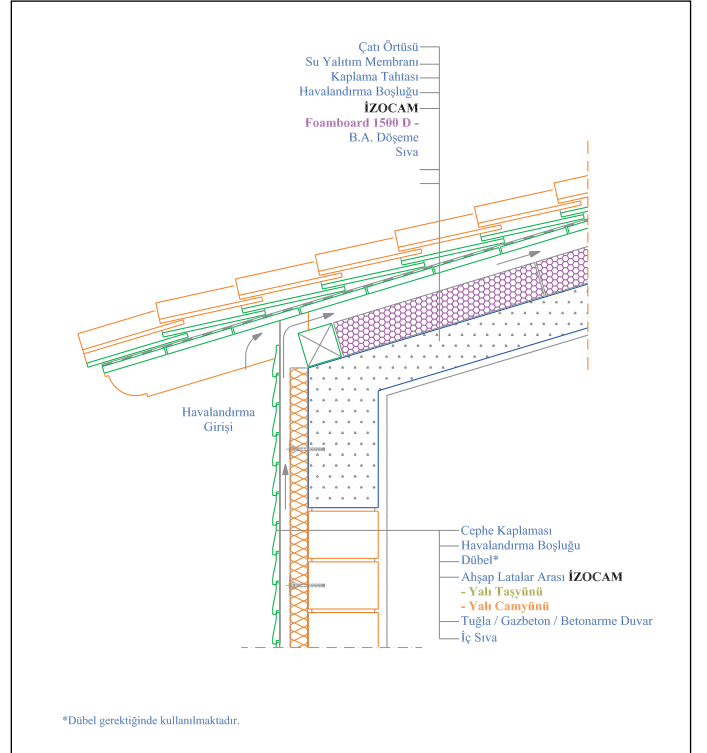 Çatı Örtüsü
Su Yalıtım Membranı
Kaplama Tahtası
Havalandırma Boşluğu
İZOCAM
Foamboard 1500 D -
B.A. Döşeme
Sıva
Havalandırma
Girişi
Cephe Kaplaması
Havalandırma Boşluğu
Dübel*
Ahşap Latalar Arası İZOCAM
- Yalı Taşyünü
- Yalı Camyünü
Tuğla / Gazbeton / Betonarme Duvar
İç Sıva
*Dübel gerektiğinde kullanılmaktadır.